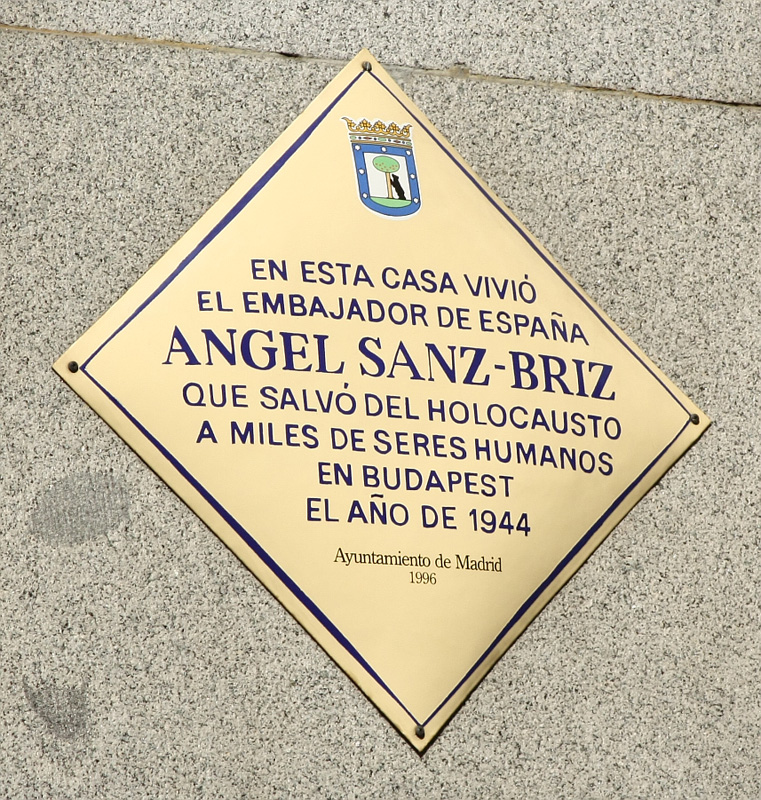 EN ESTA CASA VIVIÓ
EL EMBAJADOR DE ESPAÑA
ANGEL SANZ-BRIZ
QUE SALVÓ DEL HOLOCAUSTO
A MILES DE SERES HUMANOS
EN BUDAPEST
EL AÑO DE 1944
Ayuntamiento de Madrid
1996